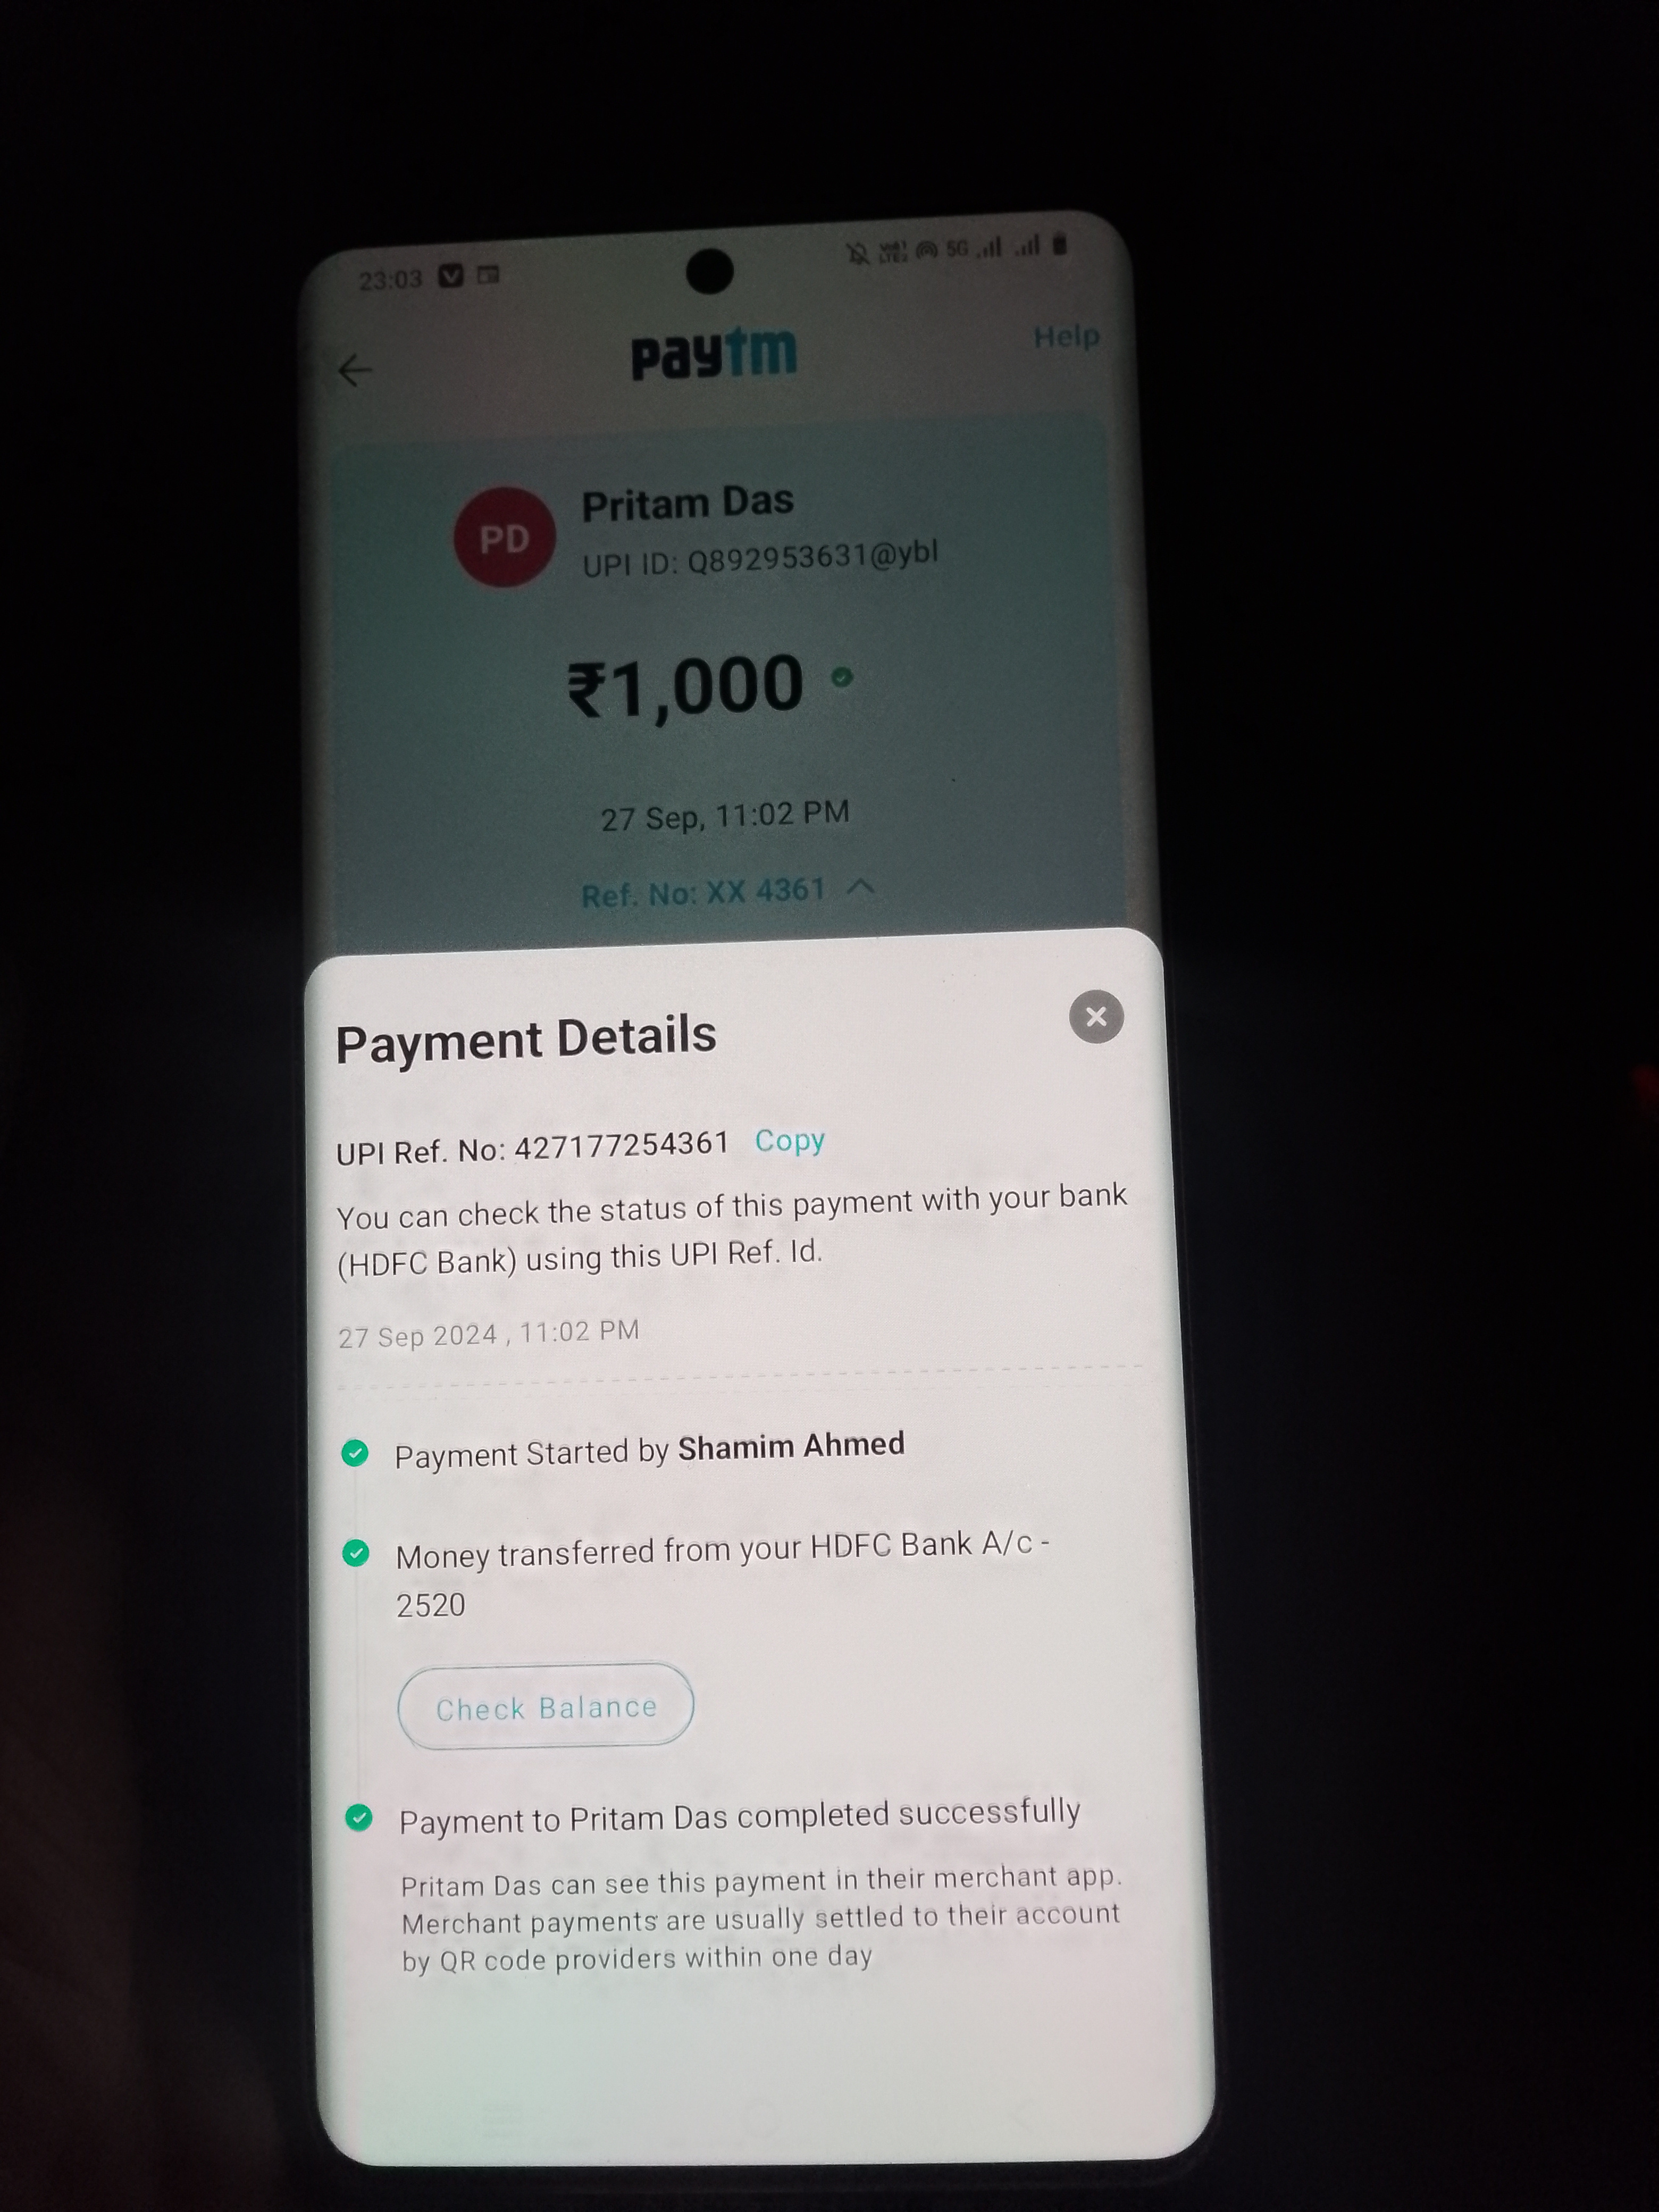 23:03
5G
paytm
Help
PD
Pritam Das
UPI ID: Q892953631@ybl
₹1,000
27 Sep, 11:02 PM
Ref. No: XX 4361
Payment Details
UPI Ref. No: 427177254361 Copy
You can check the status of this payment with your bank
(HDFC Bank) using this UPI Ref. Id.
27 Sep 2024 , 11:02 PM
Payment Started by Shamim Ahmed
Money transferred from your HDFC Bank A/c -
2520
Check Balance
Payment to Pritam Das completed successfully
Pritam Das can see this payment in their merchant app.
Merchant payments are usually settled to their account
by QR code providers within one day